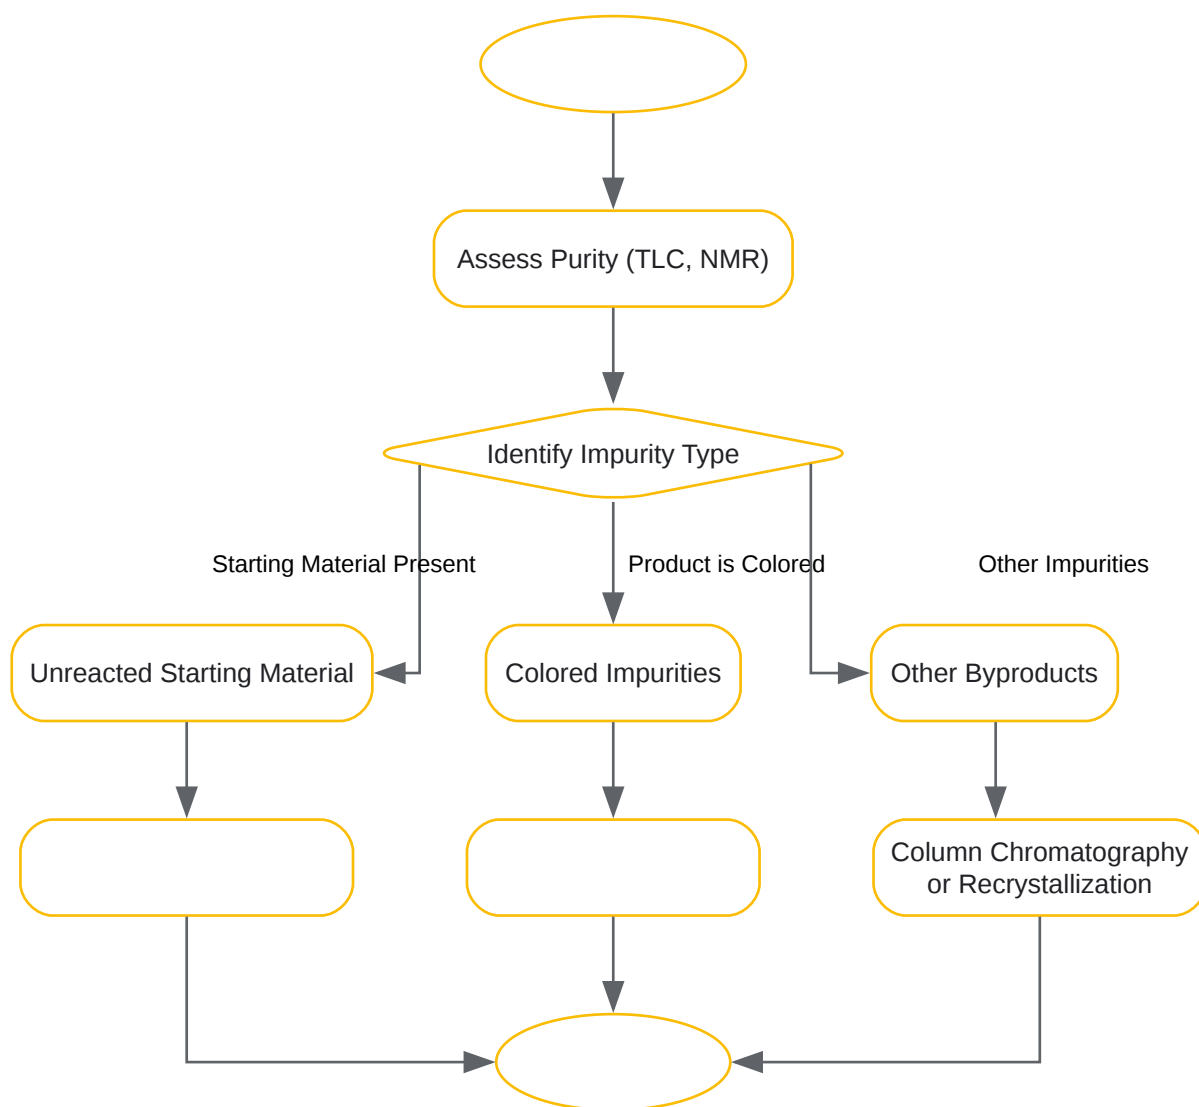 Assess Purity (TLC, NMR)
Identify Impurity Type
Starting Material Present
Product is Colored
Other Impurities
Unreacted Starting Material
Colored Impurities
Other Byproducts
Column Chromatography
or Recrystallization